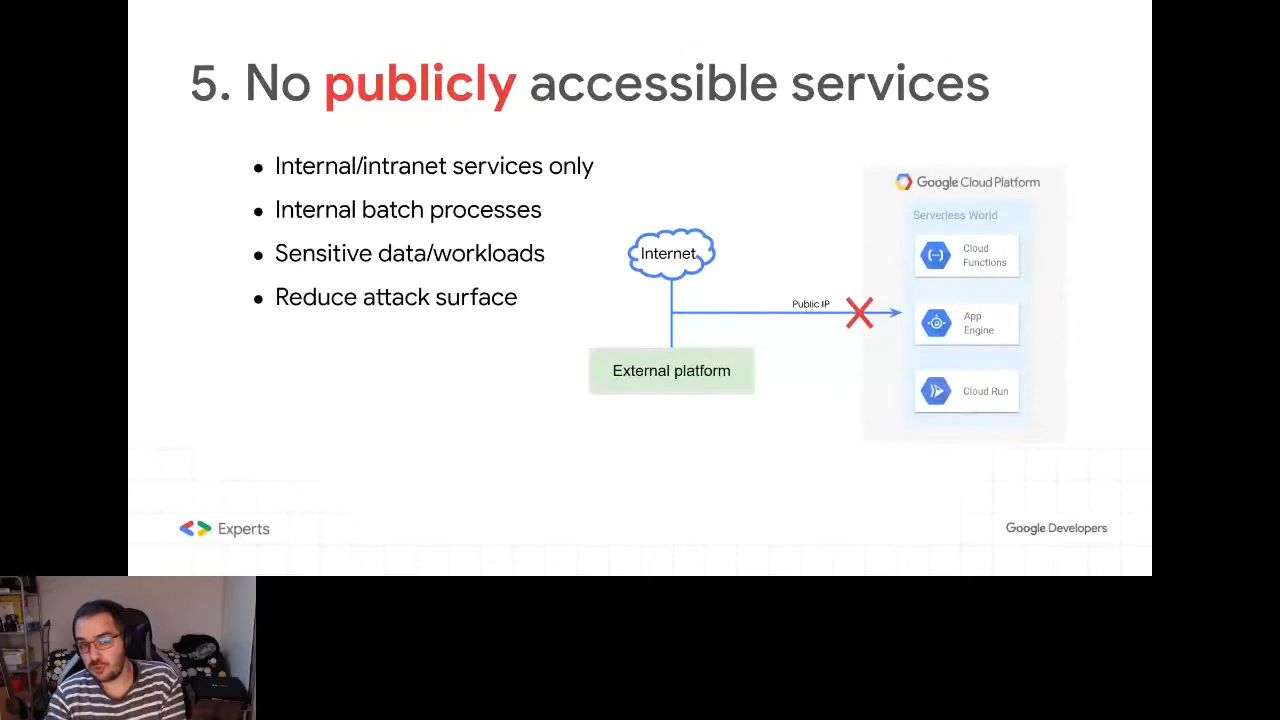 5. No publicly accessible services
• Internal/intranet services only
• Internal batch processes
• Sensitive data/workloads
• Reduce attack surface
Internet
Public IP
External platform
Google Cloud Platform
Serverless World
Cloud
Functions
App
Engine
Cloud Run
Experts
Google Developers